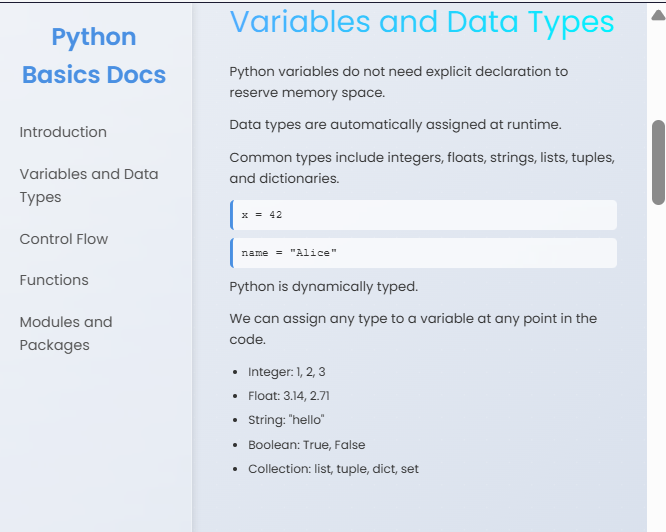 Python
Basics Docs
Introduction
Variables and Data
Types
Control Flow
Functions
Modules and
Packages
Variables and Data Types
Python variables do not need explicit declaration to
reserve memory space.
Data types are automatically assigned at runtime.
Common types include integers, floats, strings, lists, tuples,
and dictionaries.
x = 42
name = "Alice"
Python is dynamically typed.
We can assign any type to a variable at any point in the
code.
• Integer: 1, 2, 3
• Float: 3.14, 2.71
• String: "hello"
• Boolean: True, False
• Collection: list, tuple, dict, set